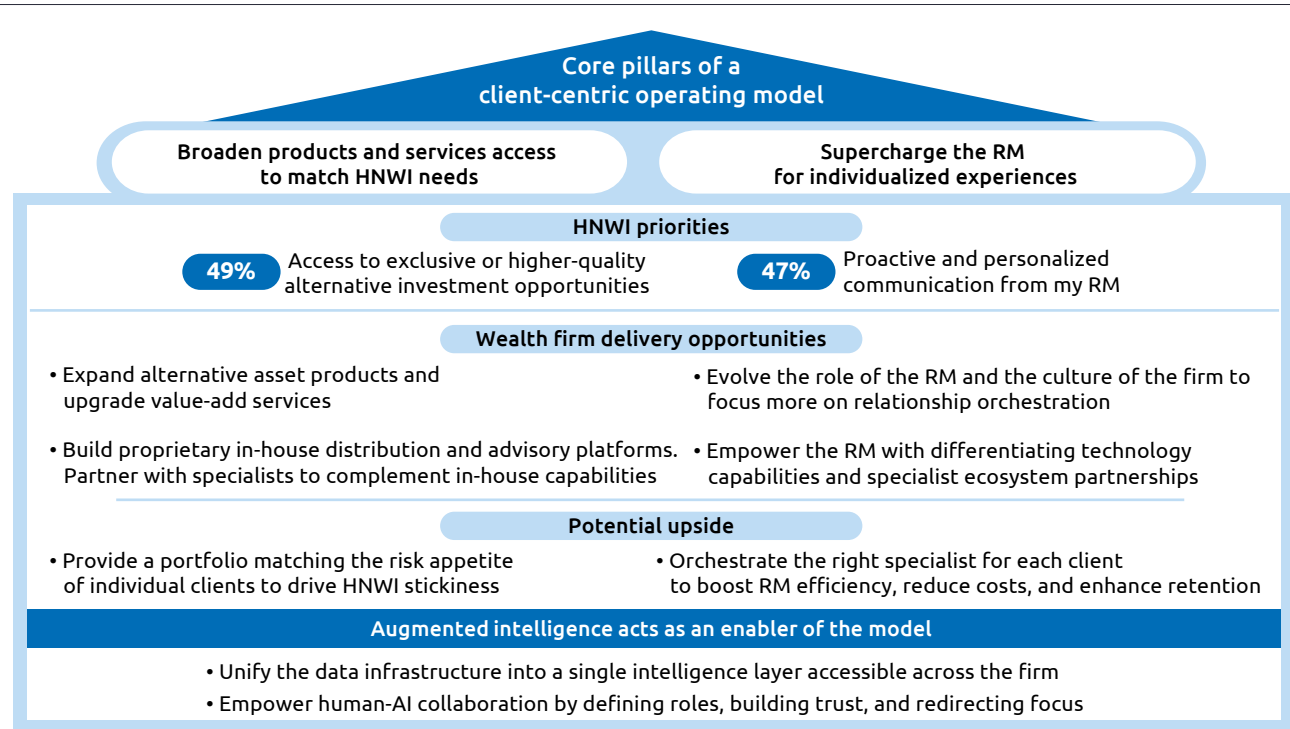 Core pillars of a
client-centric operating model
Broaden products and services access
to match HNWI needs
Supercharge the RM
for individualized experiences
HNWI priorities
49%
Access to exclusive or higher-quality
alternative investment opportunities
47%
Proactive and personalized
communication from my RM
Wealth firm delivery opportunities
• Expand alternative asset products and
upgrade value-add services
• Build proprietary in-house distribution and advisory platforms.
Partner with specialists to complement in-house capabilities
• Evolve the role of the RM and the culture of the firm to
focus more on relationship orchestration
• Empower the RM with differentiating technology
capabilities and specialist ecosystem partnerships
Potential upside
• Provide a portfolio matching the risk appetite
of individual clients to drive HNWI stickiness
• Orchestrate the right specialist for each client
to boost RM efficiency, reduce costs, and enhance retention
Augmented intelligence acts as an enabler of the model
• Unify the data infrastructure into a single intelligence layer accessible across the firm
• Empower human-AI collaboration by defining roles, building trust, and redirecting focus